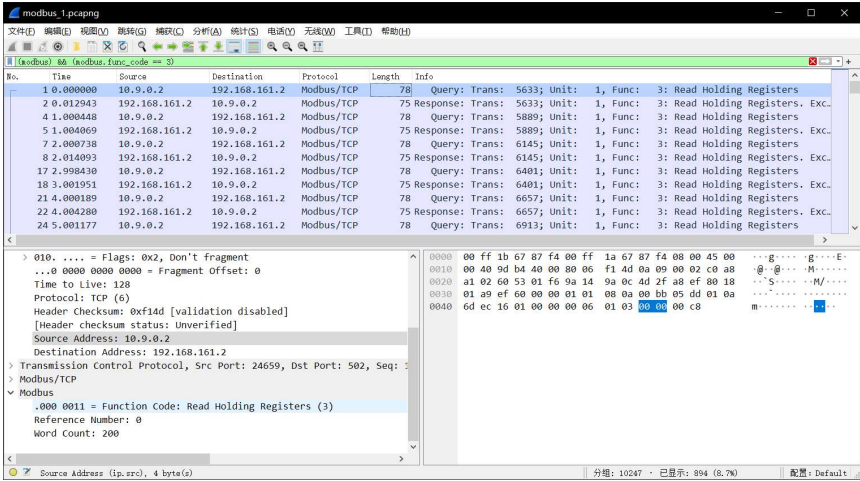 modbus_1.pcapng
文件(F) 编辑(E) 视图(V) 跳转(G) 捕获(C) 分析(A) 统计(S) 电话(Y) 无线(W) 工具(T) 帮助(H)
(modbus) && (modbus.func_code == 3)
No. Time Source Destination Protocol Length Info
1 0.000000 10.9.0.2 192.168.161.2 Modbus/TCP 78 Query: Trans: 5633; Unit: 1, Func: 3: Read Holding Registers
2 0.012943 192.168.161.2 10.9.0.2 Modbus/TCP 75 Response: Trans: 5633; Unit: 1, Func: 3: Read Holding Registers. Exc…
4 1.000448 10.9.0.2 192.168.161.2 Modbus/TCP 78 Query: Trans: 5889; Unit: 1, Func: 3: Read Holding Registers
5 1.004069 192.168.161.2 10.9.0.2 Modbus/TCP 75 Response: Trans: 5889; Unit: 1, Func: 3: Read Holding Registers. Exc…
7 2.000738 10.9.0.2 192.168.161.2 Modbus/TCP 78 Query: Trans: 6145; Unit: 1, Func: 3: Read Holding Registers
8 2.014093 192.168.161.2 10.9.0.2 Modbus/TCP 75 Response: Trans: 6145; Unit: 1, Func: 3: Read Holding Registers. Exc…
17 2.998430 10.9.0.2 192.168.161.2 Modbus/TCP 78 Query: Trans: 6401; Unit: 1, Func: 3: Read Holding Registers
18 3.001951 192.168.161.2 10.9.0.2 Modbus/TCP 75 Response: Trans: 6401; Unit: 1, Func: 3: Read Holding Registers. Exc…
21 4.000189 10.9.0.2 192.168.161.2 Modbus/TCP 78 Query: Trans: 6657; Unit: 1, Func: 3: Read Holding Registers
22 4.004280 192.168.161.2 10.9.0.2 Modbus/TCP 75 Response: Trans: 6657; Unit: 1, Func: 3: Read Holding Registers. Exc…
24 5.001177 10.9.0.2 192.168.161.2 Modbus/TCP 78 Query: Trans: 6913; Unit: 1, Func: 3: Read Holding Registers
010. .... = Flags: 0x2, Don't fragment
...0 0000 0000 0000 = Fragment Offset: 0
Time to Live: 128
Protocol: TCP (6)
Header Checksum: 0xf14d [validation disabled]
[Header checksum status: Unverified]
Source Address: 10.9.0.2
Destination Address: 192.168.161.2
Transmission Control Protocol, Src Port: 24659, Dst Port: 502, Seq: 1
Modbus/TCP
Modbus
.000 0011 = Function Code: Read Holding Registers (3)
Reference Number: 0
Word Count: 200
0000 00 ff 1b 67 87 f4 00 ff 1a 67 87 f4 08 00 45 00 ···g···· ·g····E·
0010 00 40 9d b4 40 00 80 06 f1 4d 0a 09 00 02 c0 a8 ·@··@··· ·M······
0020 a1 02 60 53 01 f6 9a 14 9a 0c 4d 2f a8 ef 80 18 ··`S···· ··M/····
0030 01 a9 ef 60 00 00 01 01 08 0a 00 bb 05 dd 01 0a ···`···· ········
0040 6d ec 16 01 00 00 00 06 01 03 00 00 00 c8 m······· ······
Source Address (ip.src), 4 byte(s)
分组: 10247 · 已显示: 894 (8.7%)
配置: Default